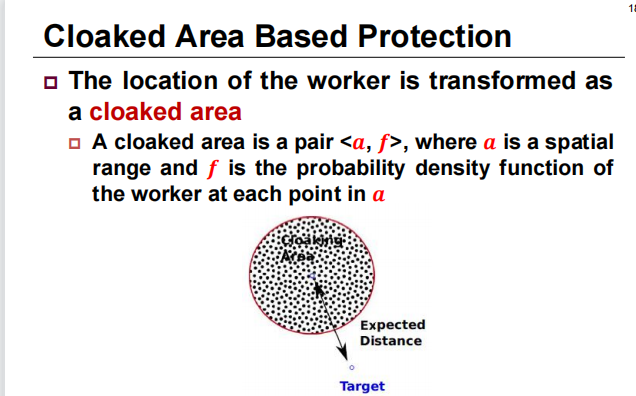 18
Cloaked Area Based Protection
The location of the worker is transformed as
a cloaked area
A cloaked area is a pair <a, f>, where a is a spatial
range and f is the probability density function of
the worker at each point in a
Cloaking
Area
Expected
Distance
Target